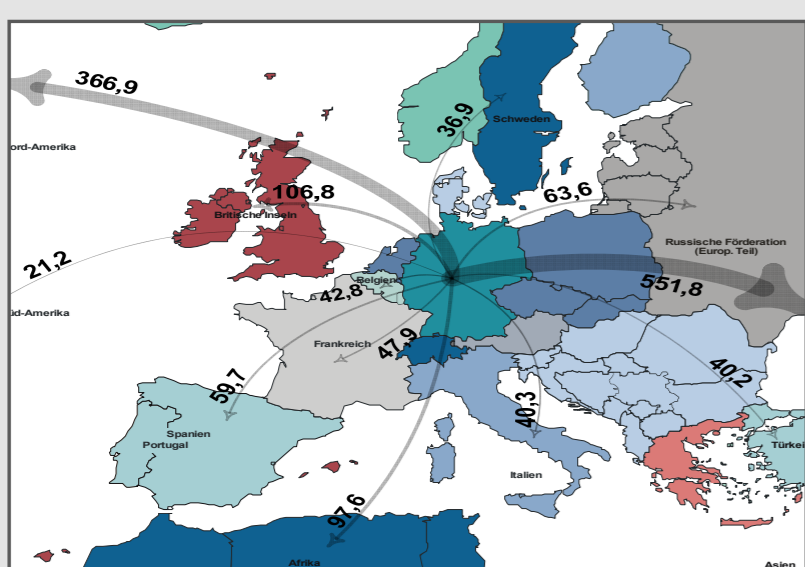 366,9
36,9
Schweden
ord-Amerika
106,8
63,6
Britische Inseln
Russische Förderation
(Europ. Teil)
21,2
Belgien
42,8
551,8
üd-Amerika
Frankreich
47,9
59,7
40,2
40,3
Spanien
Portugal
Türkei
Italien
97,6
Afrika
Asien